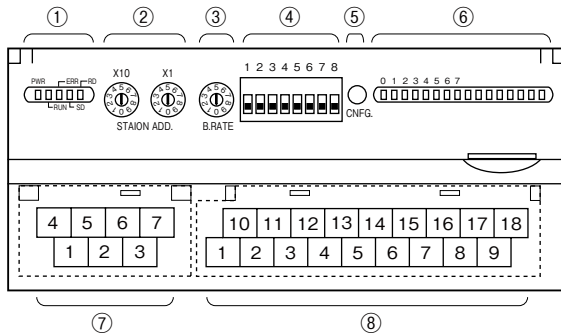 ① ② ③ ④ ⑤ ⑥
PWR ERR RD
RUN SD
X10 X1
STAION ADD.
B.RATE
1 2 3 4 5 6 7 8
CNFG.
0 1 2 3 4 5 6 7
4 5 6 7
1 2 3
10 11 12 13 14 15 16 17 18
1 2 3 4 5 6 7 8 9
⑦ ⑧